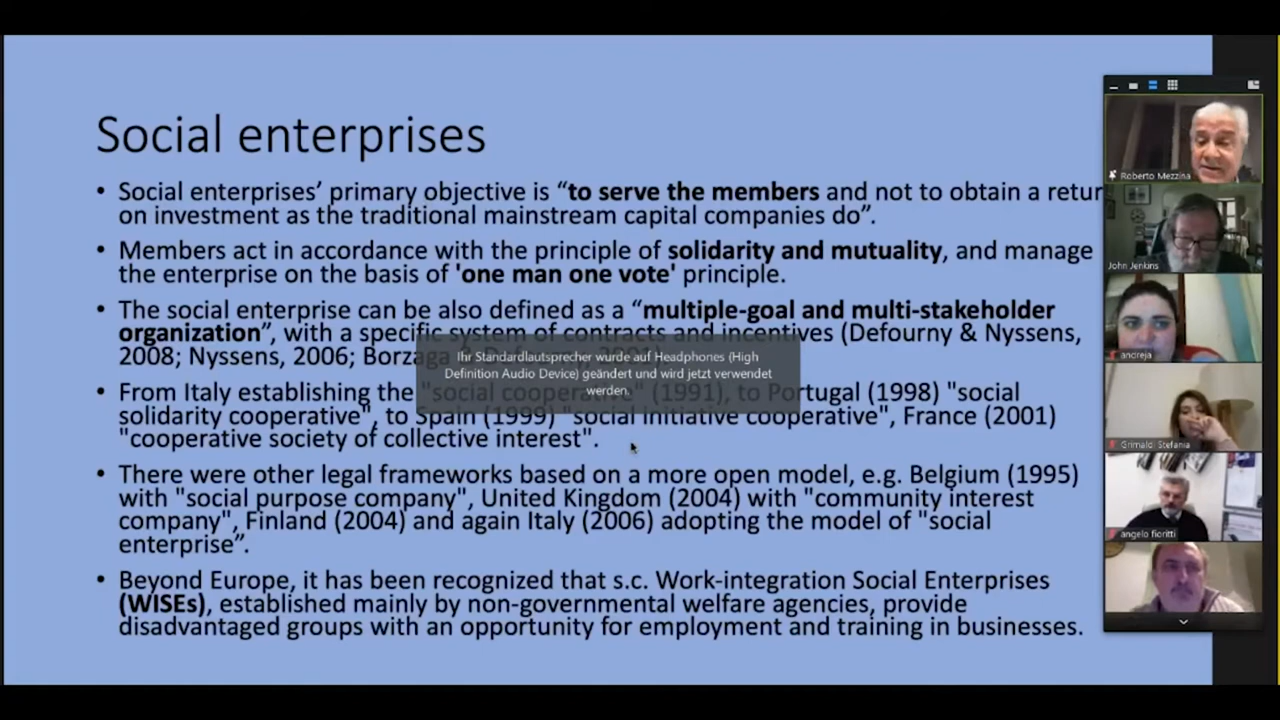 Social enterprises
• Social enterprises’ primary objective is “to serve the members and not to obtain a retur
on investment as the traditional mainstream capital companies do”.
• Members act in accordance with the principle of solidarity and mutuality, and manage
the enterprise on the basis of 'one man one vote' principle.
• The social enterprise can be also defined as a “multiple-goal and multi-stakeholder
organization”, with a specific system of contracts and incentives (Defourny & Nyssens,
2008; Nyssens, 2006; Borzaga
Ihr Standardlautsprecher wurde auf Headphones (High
Definition Audio Device) geändert und wird jetzt verwendet
werden.
• From Italy establishing the "social cooperative" (1991), to Portugal (1998) "social
solidarity cooperative", to Spain (1999) "social initiative cooperative", France (2001)
"cooperative society of collective interest".
• There were other legal frameworks based on a more open model, e.g. Belgium (1995)
with "social purpose company", United Kingdom (2004) with "community interest
company", Finland (2004) and again Italy (2006) adopting the model of "social
enterprise”.
• Beyond Europe, it has been recognized that s.c. Work-integration Social Enterprises
(WISEs), established mainly by non-governmental welfare agencies, provide
disadvantaged groups with an opportunity for employment and training in businesses.
Roberto Mezzina
John Jenkins
andreja
Grimaldi Stefania
angelo fioritti